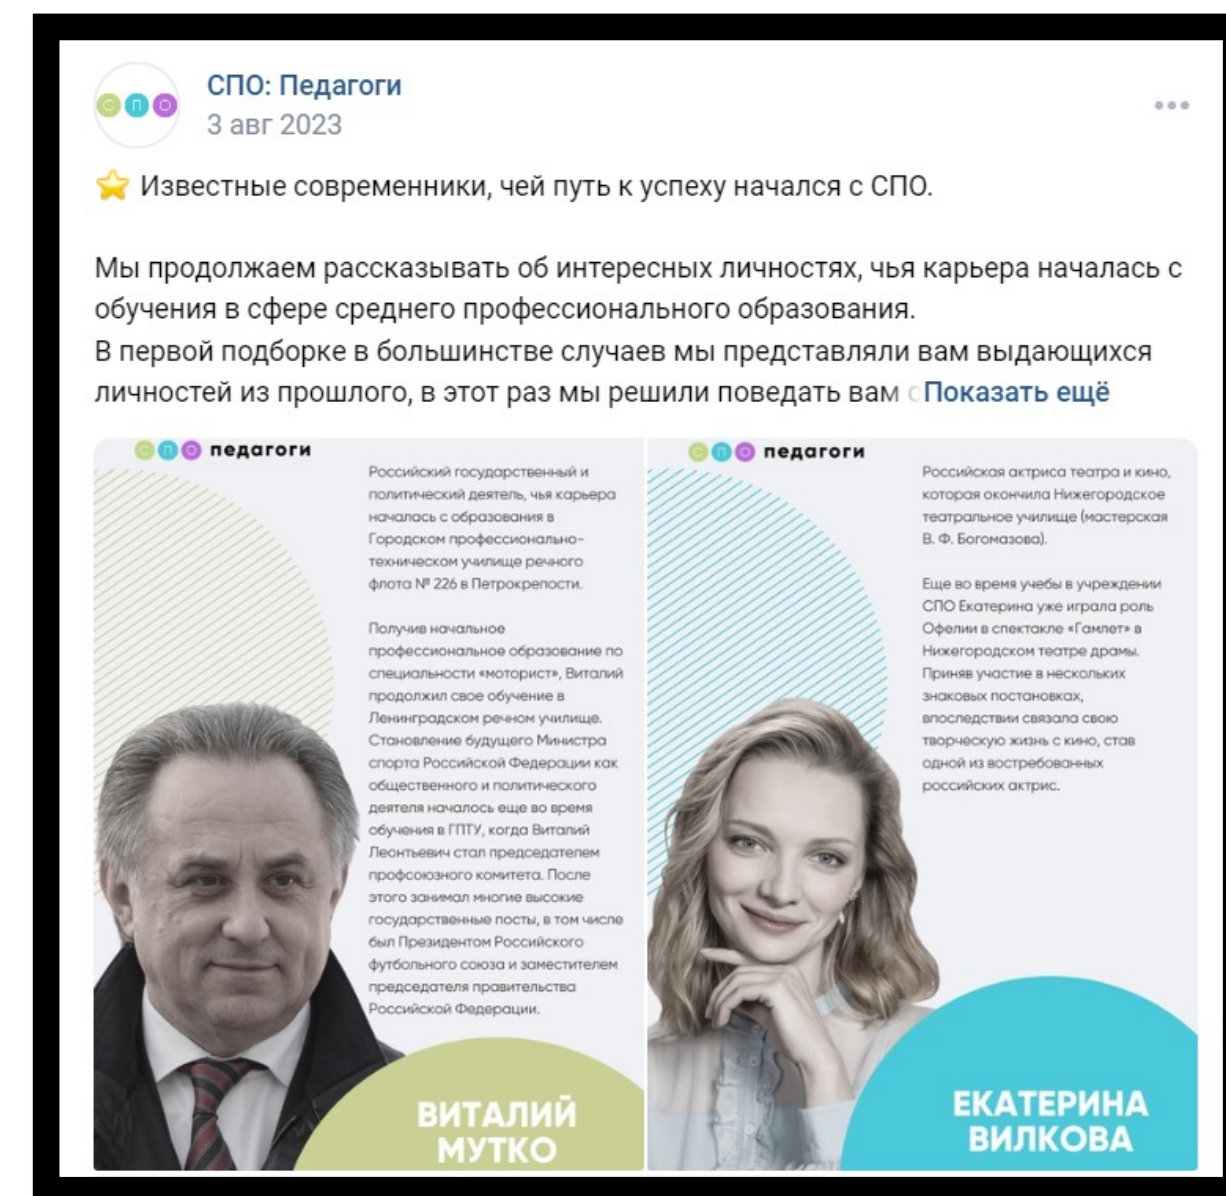 С П О
СПО: Педагоги
3 авг 2023
Известные современники, чей путь к успеху начался с СПО.
Мы продолжаем рассказывать об интересных личностях, чья карьера началась с
обучения в сфере среднего профессионального образования.
В первой подборке в большинстве случаев мы представляли вам выдающихся
личностей из прошлого, в этот раз мы решили поведать вам Показать ещё
С П О педагоги
Российский государственный и
политический деятель, чья карьера
началась с образования в
Городском профессионально-
техническом училище речного
флота № 226 в Петрокрепости.
Получив начальное
профессиональное образование по
специальности «моторист», Виталий
продолжил свое обучение в
Ленинградском речном училище.
Становление будущего Министра
спорта Российской Федерации как
общественного и политического
деятеля началось еще во время
обучения в ГПТУ, когда Виталий
Леонтьевич стал председателем
профсоюзного комитета. После
этого занимал многие высокие
государственные посты, в том числе
был Президентом Российского
футбольного союза и заместителем
председателя правительства
Российской Федерации.
ВИТАЛИЙ
МУТКО
С П О педагоги
Российская актриса театра и кино,
которая окончила Нижегородское
театральное училище (мастерская
В. Ф. Богомазова).
Еще во время учебы в учреждении
СПО Екатерина уже играла роль
Офелии в спектакле «Гамлет» в
Нижегородском театре драмы.
Приняв участие в нескольких
знаковых постановках,
впоследствии связала свою
творческую жизнь с кино, став
одной из востребованных
российских актрис.
ЕКАТЕРИНА
ВИЛКОВА